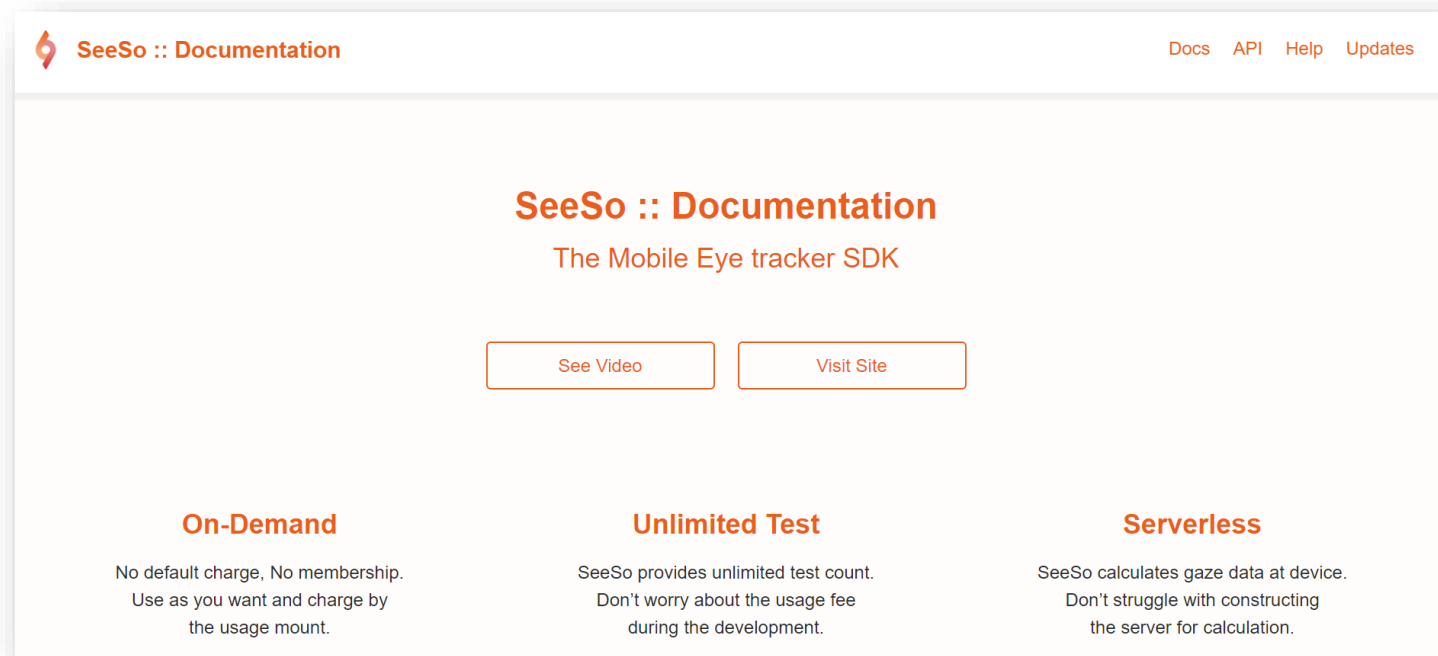 SeeSo :: Documentation
Docs API Help Updates
SeeSo :: Documentation
The Mobile Eye tracker SDK
See Video
Visit Site
On-Demand
No default charge, No membership.
Use as you want and charge by
the usage mount.
Unlimited Test
SeeSo provides unlimited test count.
Don’t worry about the usage fee
during the development.
Serverless
SeeSo calculates gaze data at device.
Don’t struggle with constructing
the server for calculation.